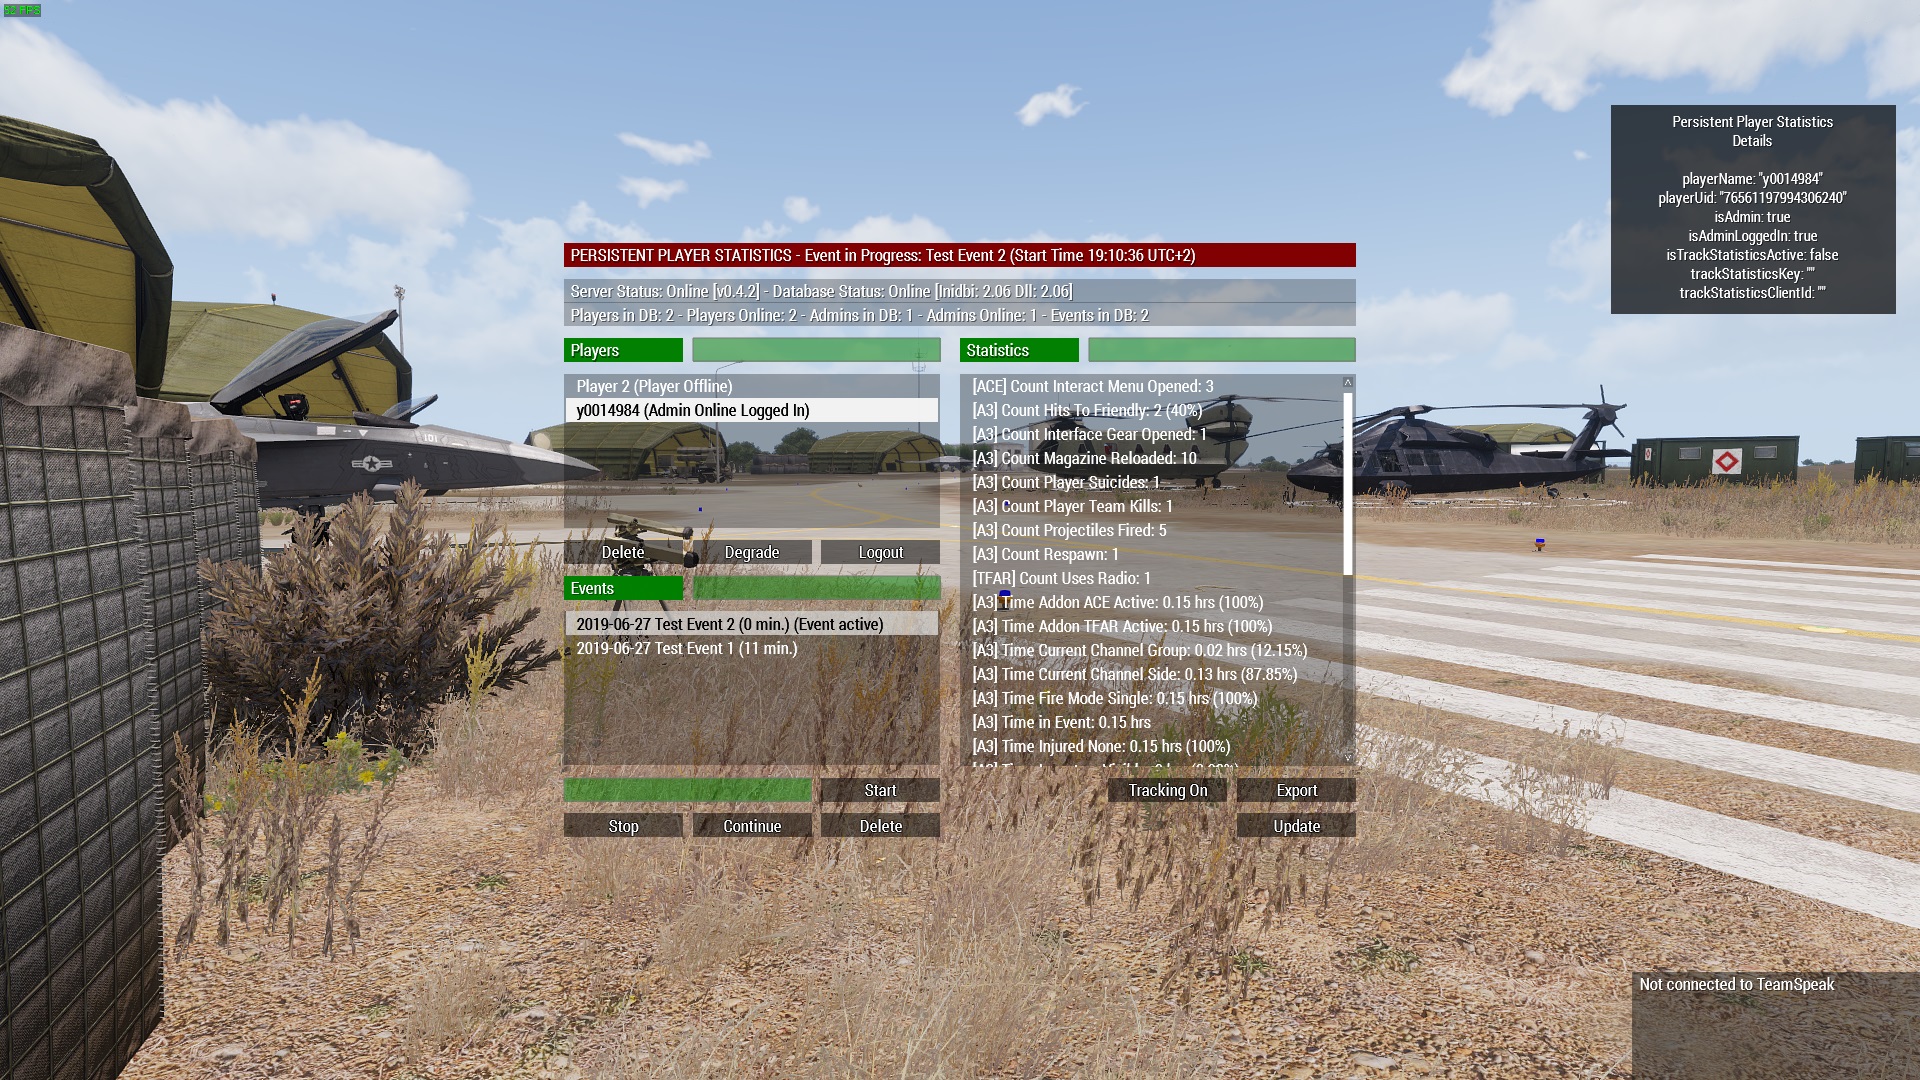 52 FPS
Persistent Player Statistics
Details
playerName: "y0014984"
playerUid: "76561197994306240"
isAdmin: true
isAdminLoggedIn: true
isTrackStatisticsActive: false
trackStatisticsKey: ""
trackStatisticsClientId: ""
PERSISTENT PLAYER STATISTICS - Event in Progress: Test Event 2 (Start Time 19:10:36 UTC+2)
Server Status: Online [v0.4.2] - Database Status: Online [Inidbi: 2.06 Dll: 2.06]
Players in DB: 2 - Players Online: 2 - Admins in DB: 1 - Admins Online: 1 - Events in DB: 2
Players
Player 2 (Player Offline)
y0014984 (Admin Online Logged In)
Delete
Degrade
Logout
Events
2019-06-27 Test Event 2 (0 min.) (Event active)
2019-06-27 Test Event 1 (11 min.)
Start
Stop
Continue
Delete
Statistics
[ACE] Count Interact Menu Opened: 3
[A3] Count Hits To Friendly: 2 (40%)
[A3] Count Interface Gear Opened: 1
[A3] Count Magazine Reloaded: 10
[A3] Count Player Suicides: 1
[A3] Count Player Team Kills: 1
[A3] Count Projectiles Fired: 5
[A3] Count Respawn: 1
[TFAR] Count Uses Radio: 1
[A3] Time Addon ACE Active: 0.15 hrs (100%)
[A3] Time Addon TFAR Active: 0.15 hrs (100%)
[A3] Time Current Channel Group: 0.02 hrs (12.15%)
[A3] Time Current Channel Side: 0.13 hrs (87.85%)
[A3] Time Fire Mode Single: 0.15 hrs (100%)
[A3] Time in Event: 0.15 hrs
[A3] Time Injured None: 0.15 hrs (100%)
Tracking On
Export
Update
101
Not connected to TeamSpeak